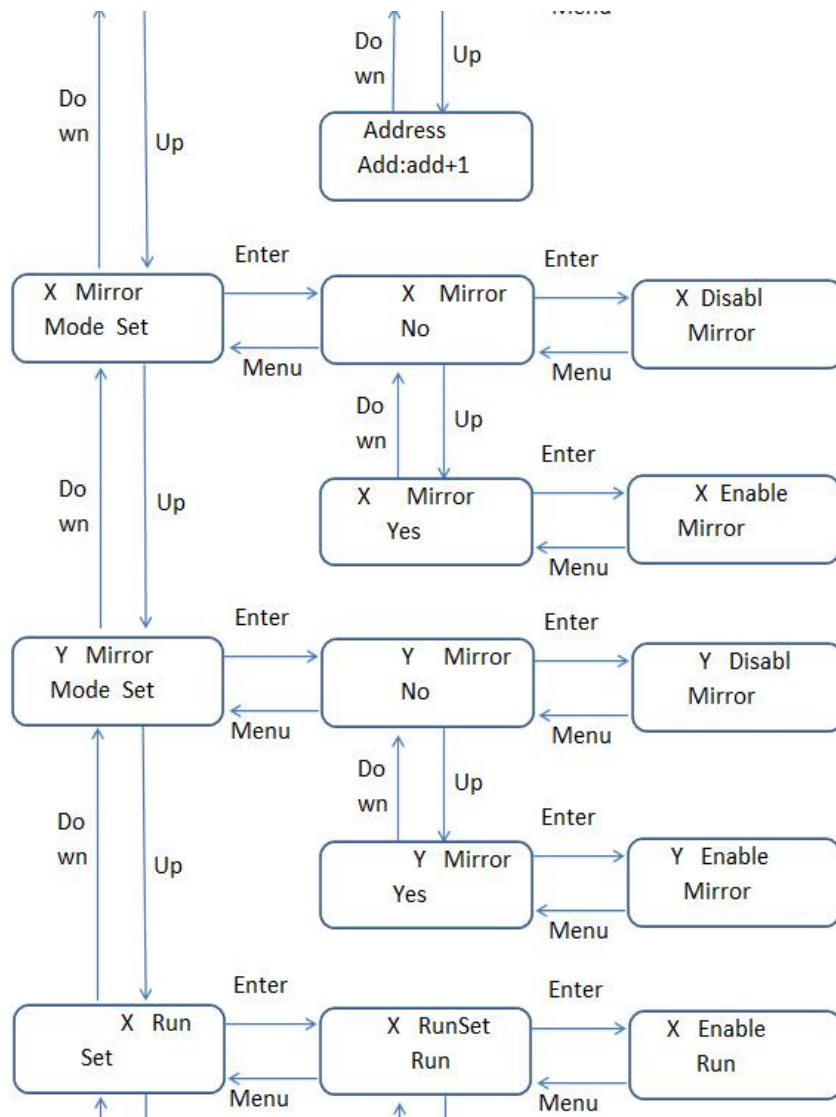 Do
wn
Up
Do
wn
Up
Address
Add:add+1
X Mirror
Mode Set
Enter
Menu
X Mirror
No
Enter
Menu
X Disabl
Mirror
Do
wn
Up
Do
wn
Up
X Mirror
Yes
Enter
Menu
X Enable
Mirror
Y Mirror
Mode Set
Enter
Menu
Y Mirror
No
Enter
Menu
Y Disabl
Mirror
Do
wn
Up
Do
wn
Up
Y Mirror
Yes
Enter
Menu
Y Enable
Mirror
X Run
Set
Enter
Menu
X RunSet
Run
Enter
Menu
X Enable
Run